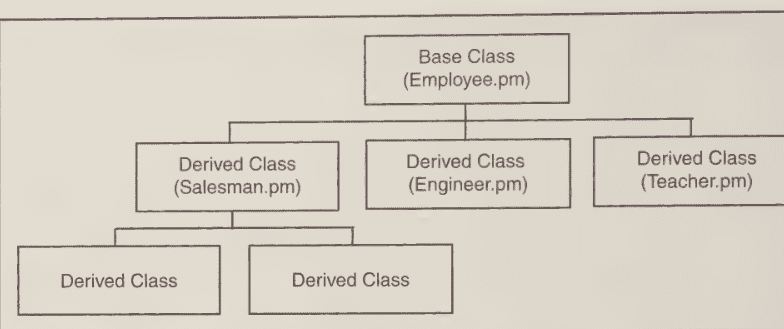 Base Class
(Employee.pm)
Derived Class
(Salesman.pm)
Derived Class
(Engineer.pm)
Derived Class
(Teacher.pm)
Derived Class
Derived Class